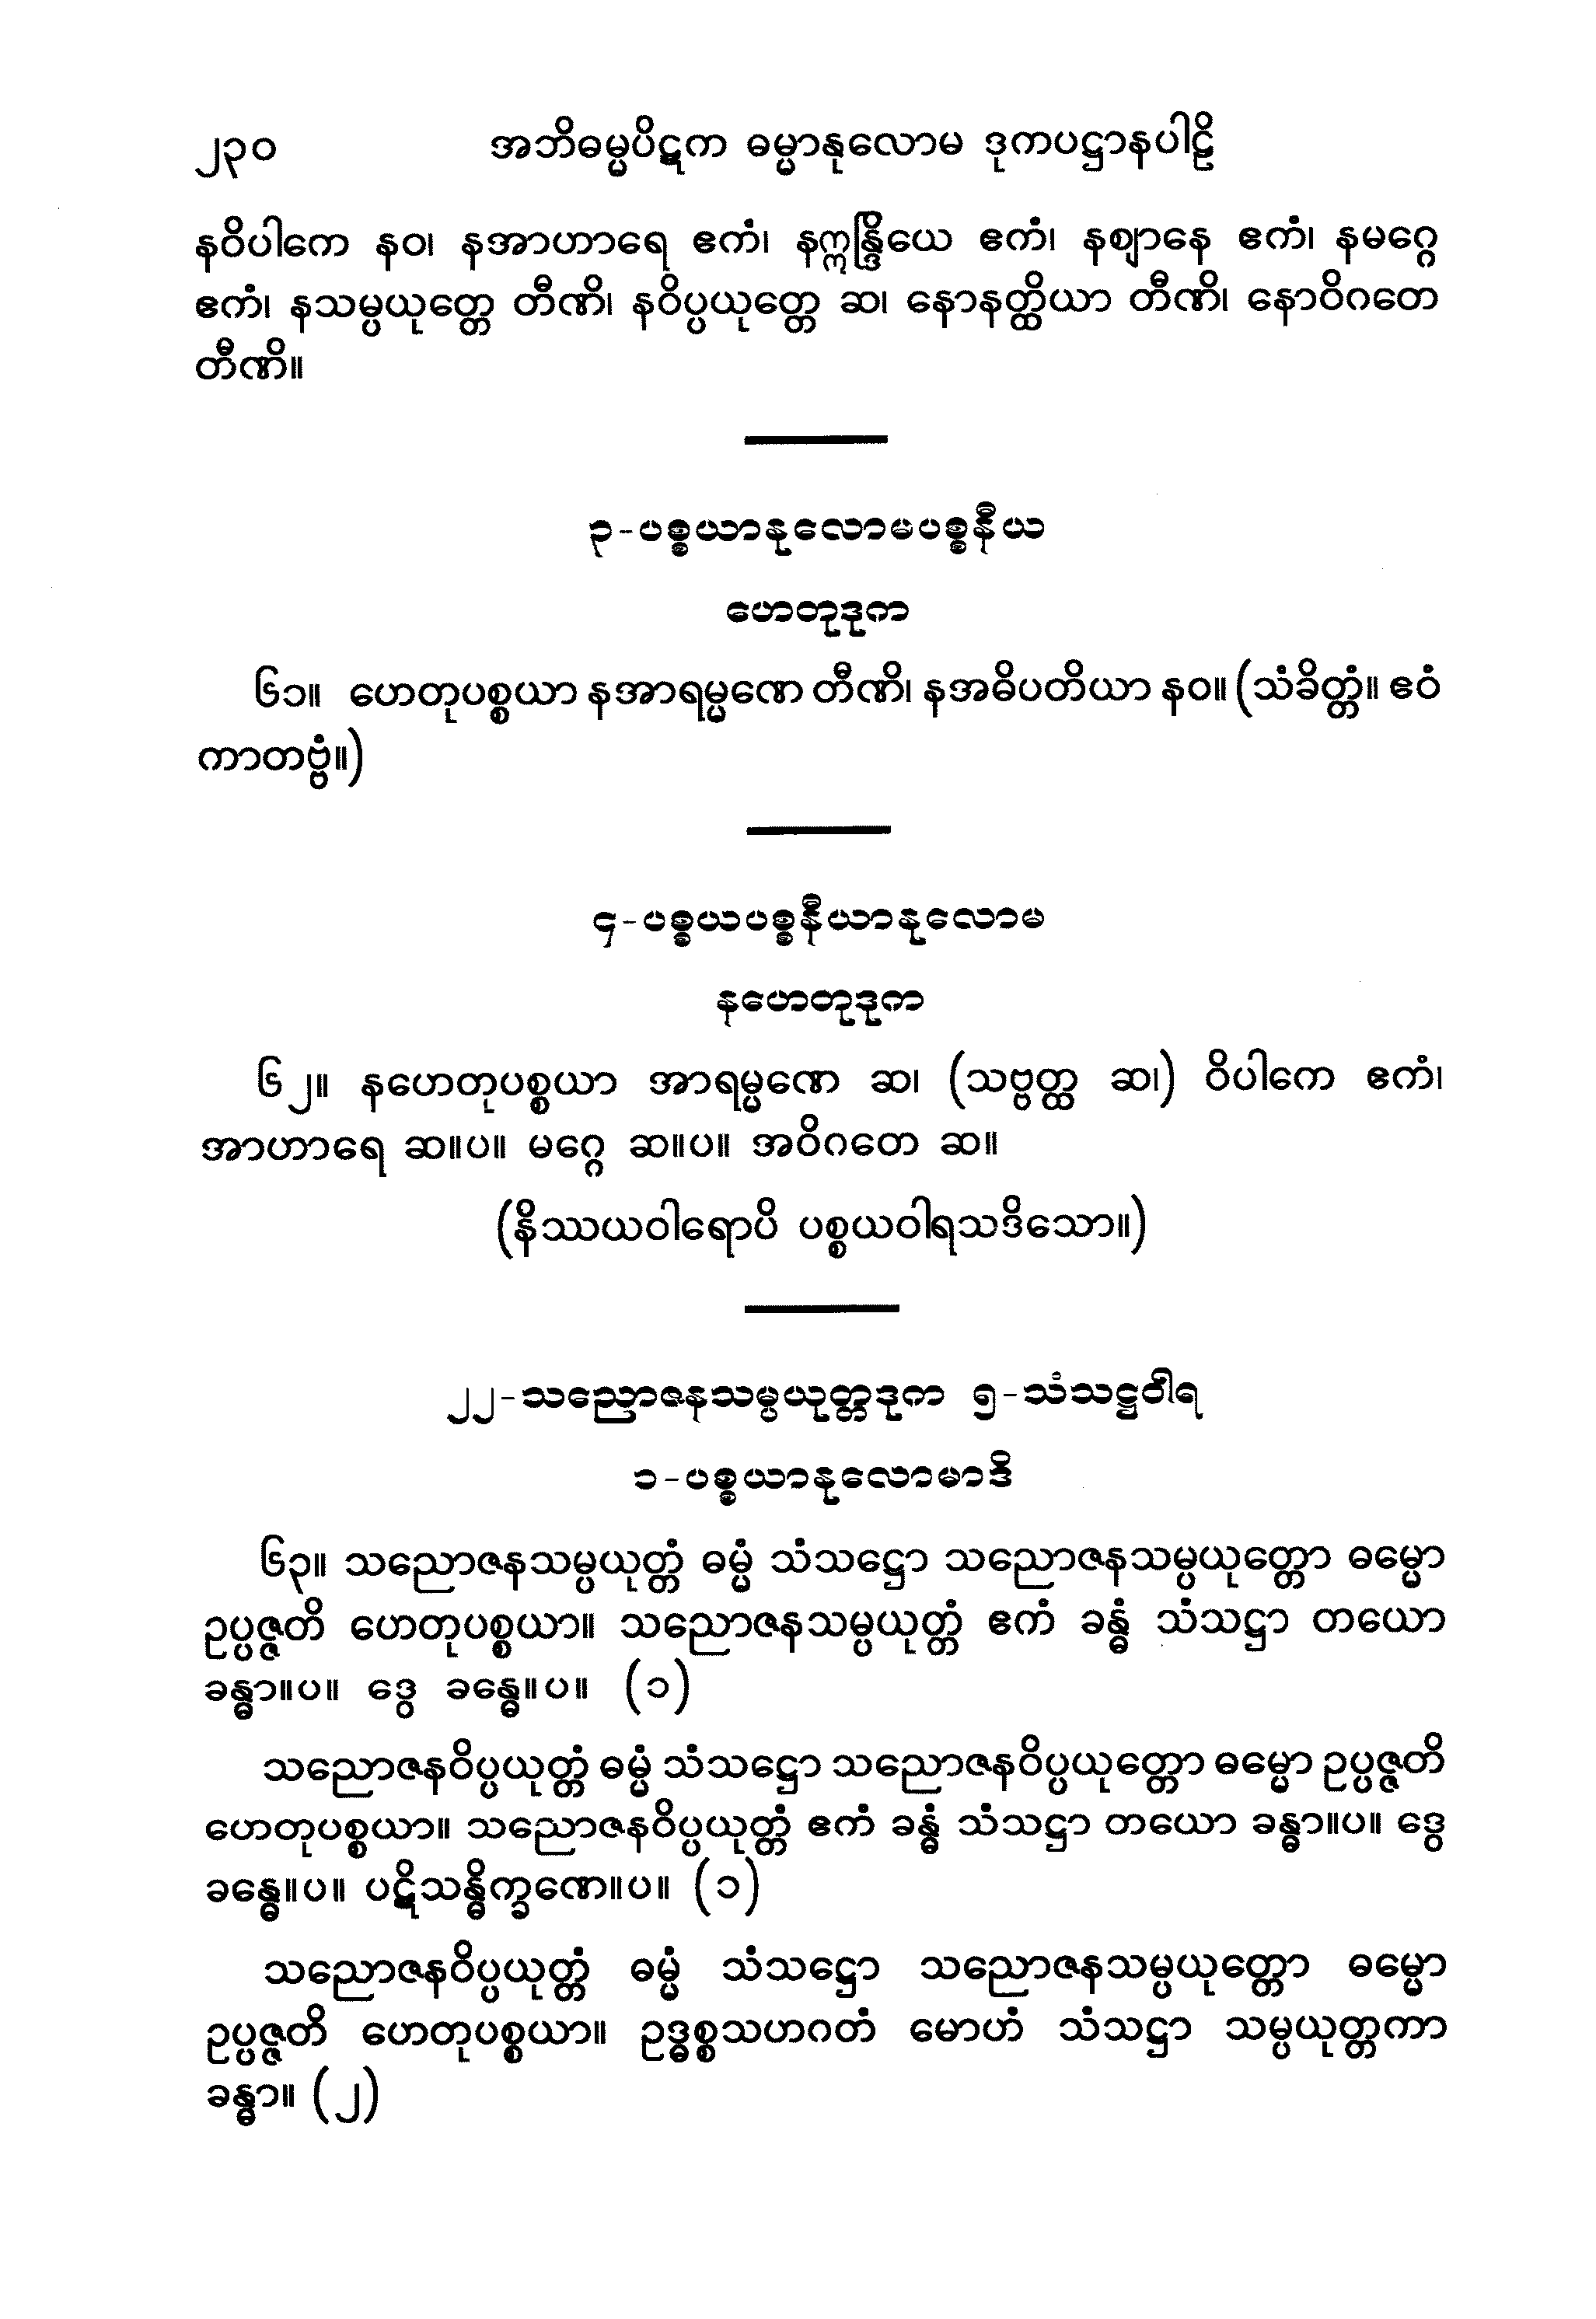 ၂၃၀ အဘိဓမ္မပိဋက ဓမ္မာနုလောမ ဒုကပဋ္ဌာနပါဠိ
နဝိပါကေ နဝ၊ နအာဟာရေ ဧကံ၊ နဣန္ဒြိယေ ဧကံ၊ နဈာနေ ဧကံ၊ နမဂ္ဂေ
ဧကံ၊ နသမ္ပယုတ္တေ တီဏိ၊ နဝိပ္ပယုတ္တေ ဆ၊ နောနတ္ထိယာ တီဏိ၊ နောဝိဂတေ
တီဏိ။
၃-ပစ္စယာနုလောမပစ္စနီယ
ဟေတုဒုက
၆၁။ ဟေတုပစ္စယာ နအာရမ္မဏေ တီဏိ၊ နအဓိပတိယာ နဝ။ (သံခိတ္တံ။ ဧဝံ
ကာတဗ္ဗံ။)
၄-ပစ္စယပစ္စနီယာနုလောမ
နဟေတုဒုက
၆၂။ နဟေတုပစ္စယာ အာရမ္မဏေ ဆ၊ (သဗ္ဗတ္ထ ဆ၊) ဝိပါကေ ဧကံ၊
အာဟာရေ ဆ။ပ။ မဂ္ဂေ ဆ။ပ။ အဝိဂတေ ဆ။
(နိဿယဝါရောပိ ပစ္စယဝါရသဒိသော။)
၂၂-သညောဇနသမ္ပယုတ္တဒုက ၅-သံသဋ္ဌဝါရ
၁-ပစ္စယာနုလောမာဒိ
၆၃။ သညောဇနသမ္ပယုတ္တံ ဓမ္မံ သံသဋ္ဌော သညောဇနသမ္ပယုတ္တော ဓမ္မော
ဥပ္ပဇ္ဇတိ ဟေတုပစ္စယာ။ သညောဇနသမ္ပယုတ္တံ ဧကံ ခန္ဓံ သံသဋ္ဌာ တယော
ခန္ဓာ။ပ။ ဒွေ ခန္ဓေ။ပ။ (၁)
သညောဇနဝိပ္ပယုတ္တံ ဓမ္မံ သံသဋ္ဌော သညောဇနဝိပ္ပယုတ္တော ဓမ္မော ဥပ္ပဇ္ဇတိ
ဟေတုပစ္စယာ။ သညောဇနဝိပ္ပယုတ္တံ ဧကံ ခန္ဓံ သံသဋ္ဌာ တယော ခန္ဓာ။ပ။ ဒွေ
ခန္ဓေ။ပ။ ပဋိသန္ဓိက္ခဏေ။ပ။ (၁)
သညောဇနဝိပ္ပယုတ္တံ ဓမ္မံ သံသဋ္ဌော သညောဇနသမ္ပယုတ္တော ဓမ္မော
ဥပ္ပဇ္ဇတိ ဟေတုပစ္စယာ။ ဥဒ္ဓစ္စသဟဂတံ မောဟံ သံသဋ္ဌာ သမ္ပယုတ္တကာ
ခန္ဓာ။ (၂)